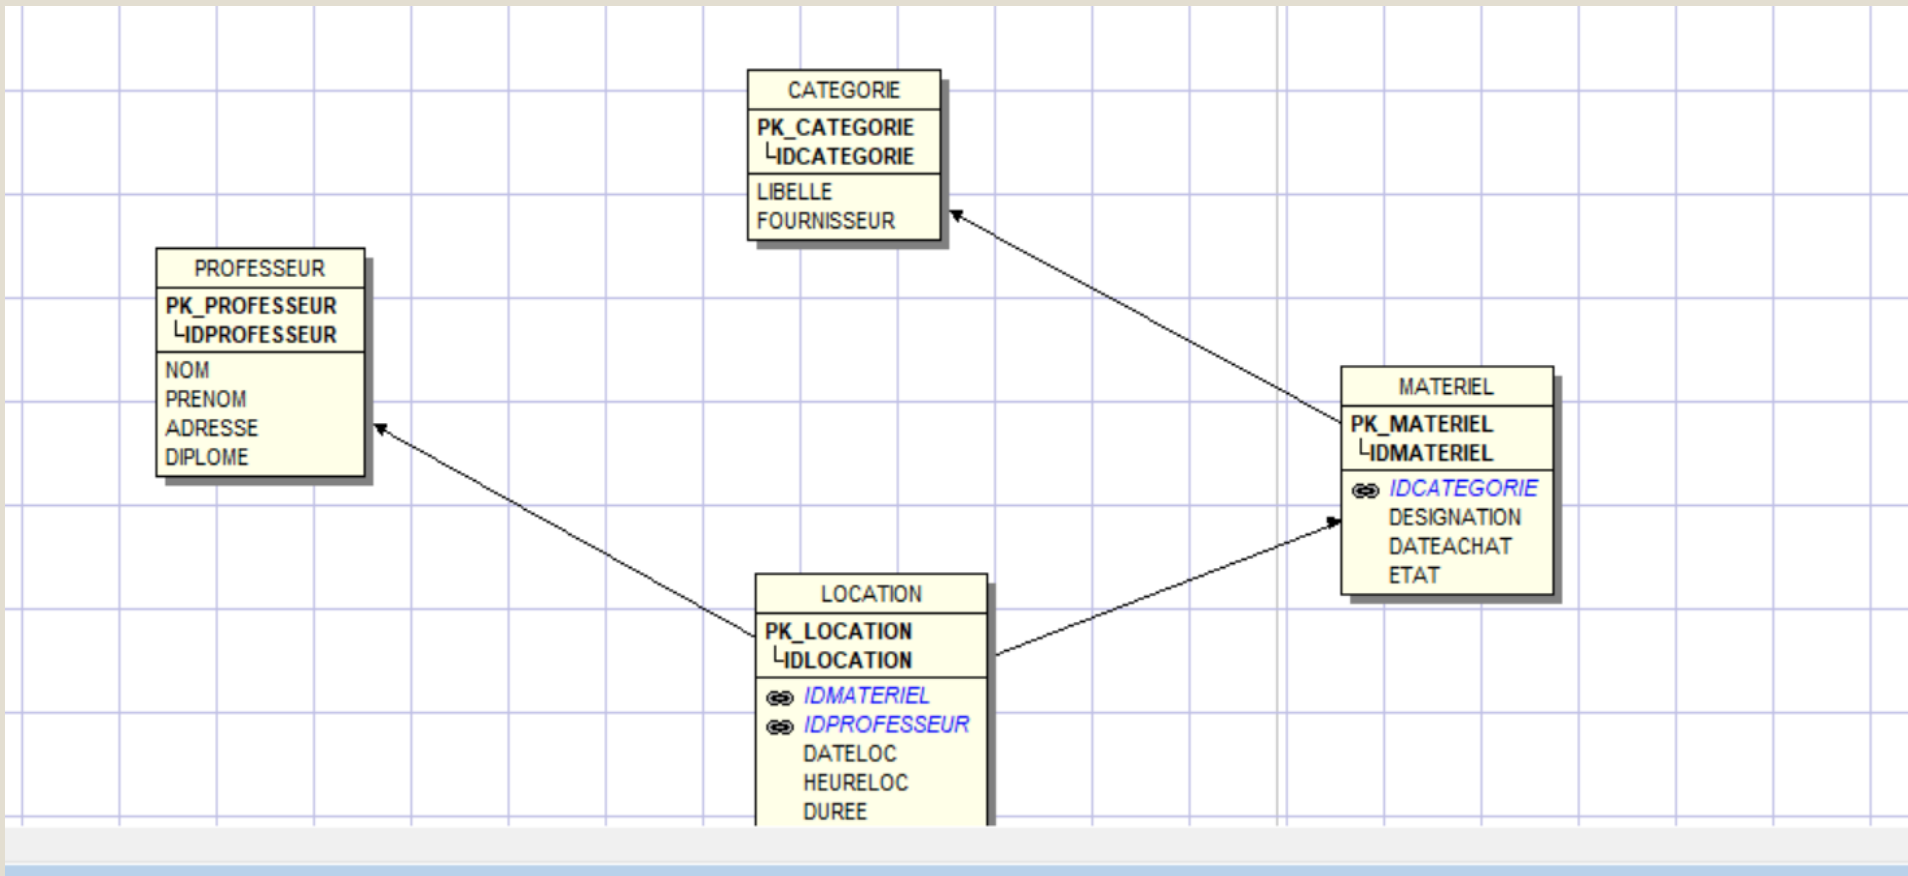 CATEGORIE
PK_CATEGORIE
IDCATEGORIE
LIBELLE
FOURNISSEUR
PROFESSEUR
PK_PROFESSEUR
IDPROFESSEUR
NOM
PRENOM
ADRESSE
DIPLOME
MATERIEL
PK_MATERIEL
IDMATERIEL
IDCATEGORIE
DESIGNATION
DATEACHAT
ETAT
LOCATION
PK_LOCATION
IDLOCATION
IDMATERIEL
IDPROFESSEUR
DATELOC
HEURELOC
DUREE